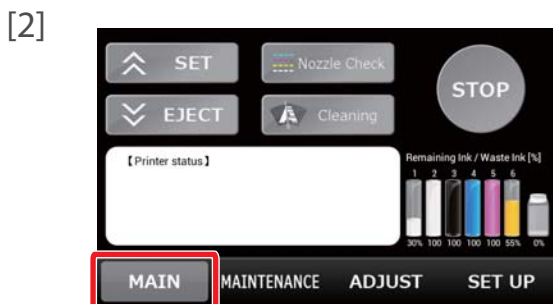 [2]
SET
Nozzle Check
STOP
EJECT
Cleaning
【Printer status】
Remaining Ink / Waste Ink [%]
1 2 3 4 5 6
30% 100 100 100 100 55% 0%
MAIN MAINTENANCE ADJUST SET UP